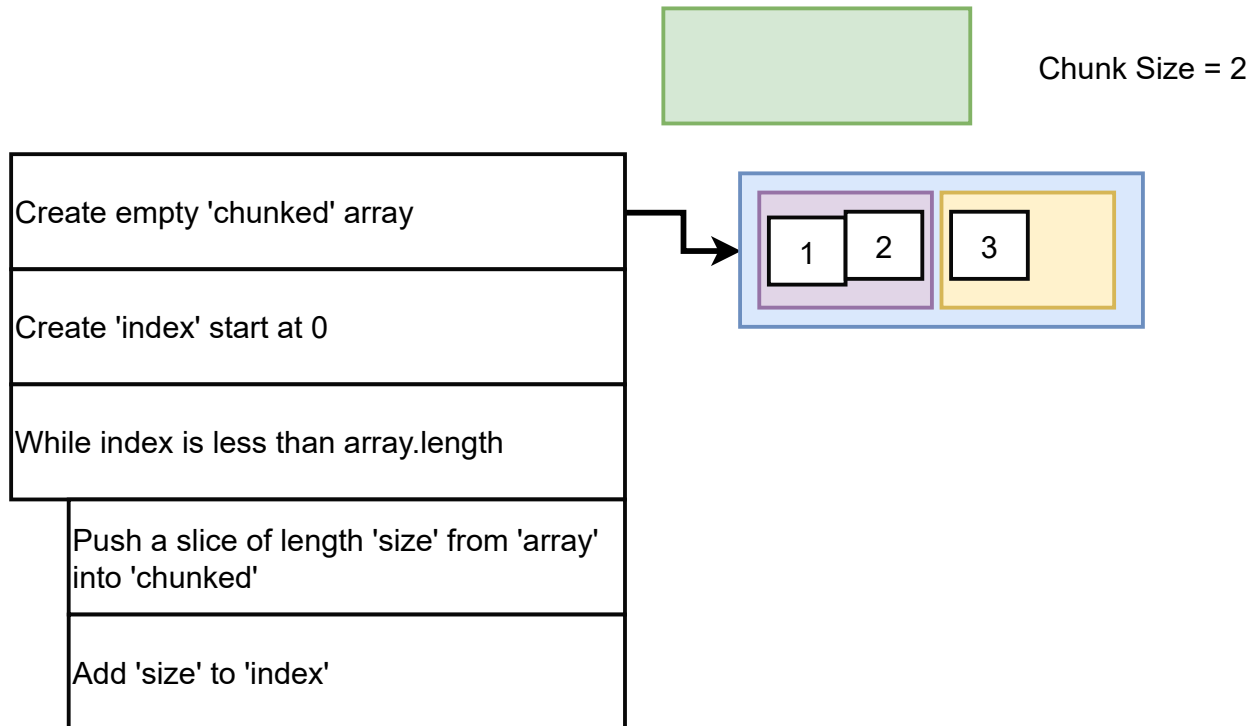 Chunk Size = 2
Create empty 'chunked' array
1 2 3
Create 'index' start at 0
While index is less than array.length
Push a slice of length 'size' from 'array'
into 'chunked'
Add 'size' to 'index'